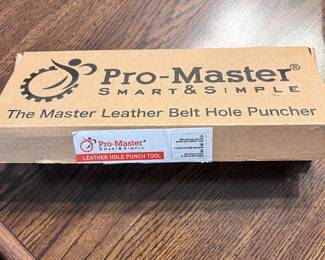 Pro-Master®
SMART & SIMPLE
The Master Leather Belt Hole Puncher
Pro-Master®
SMART & SIMPLE
LEATHER HOLE PUNCH TOOL